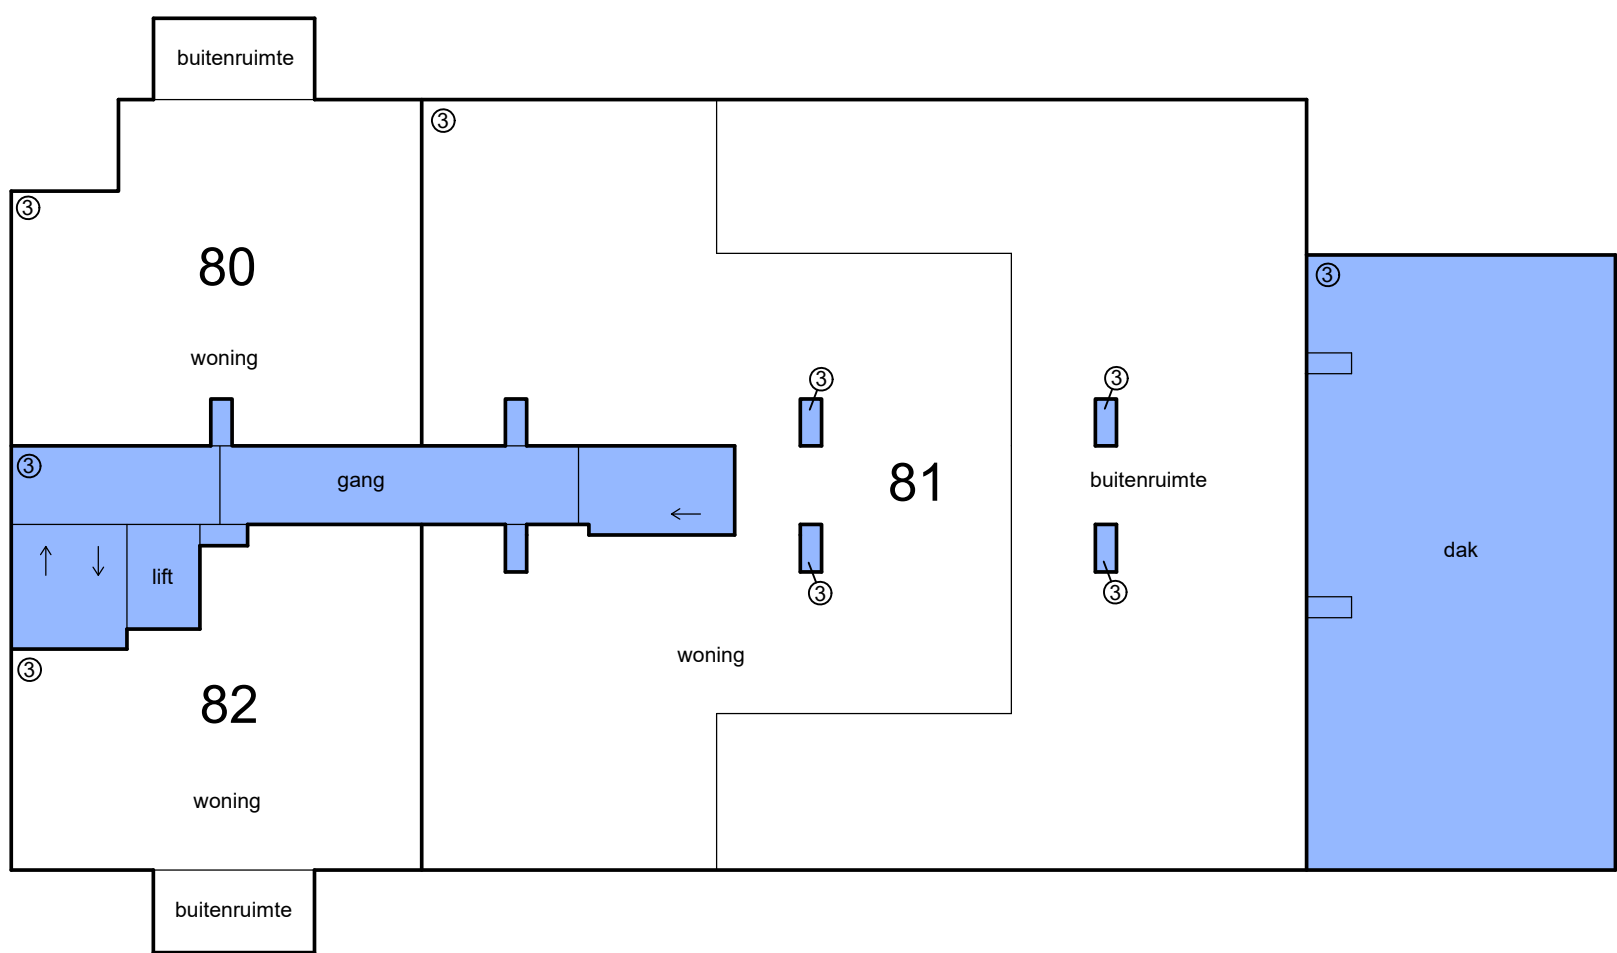 buitenruimte
③
③
80
③
woning
③
③
③
gang
81
buitenruimte
dak
lift
③
③
woning
③
82
woning
buitenruimte